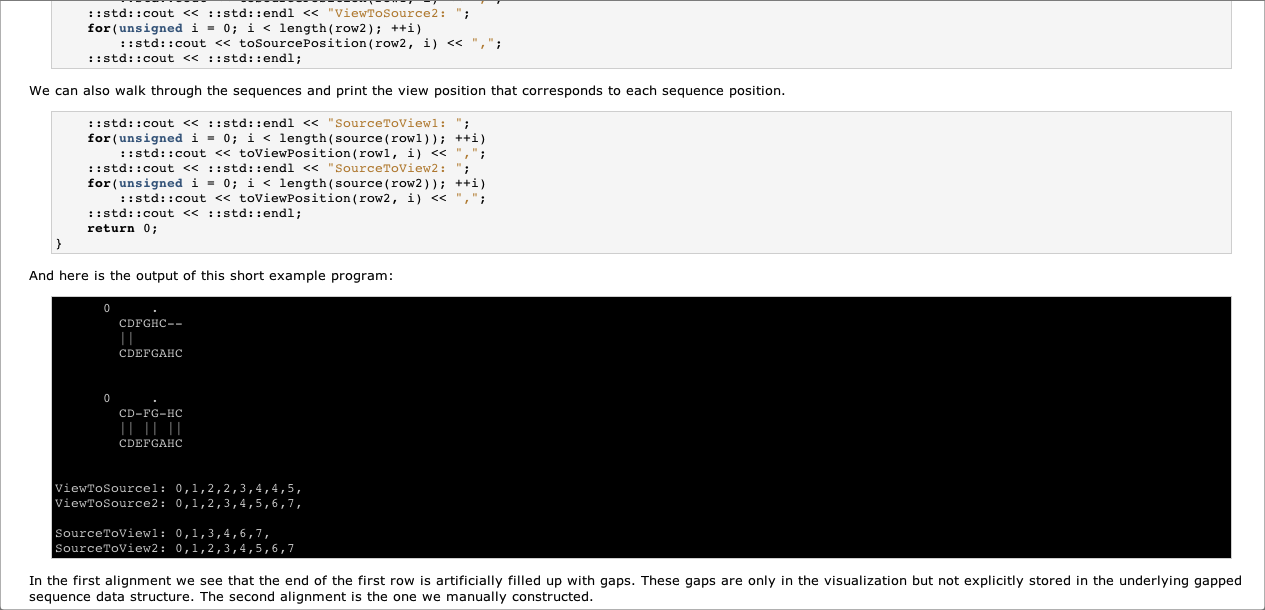 ::std::cout << ::std::endl << "ViewToSource2: ";
for(unsigned i = 0; i < length(row2); ++i)
::std::cout << toSourcePosition(row2, i) << ",";
::std::cout << ::std::endl;
We can also walk through the sequences and print the view position that corresponds to each sequence position.
::std::cout << ::std::endl << "SourceToView1: ";
for(unsigned i = 0; i < length(source(row1)); ++i)
::std::cout << toViewPosition(row1, i) << ",";
::std::cout << ::std::endl << "SourceToView2: ";
for(unsigned i = 0; i < length(source(row2)); ++i)
::std::cout << toViewPosition(row2, i) << ",";
::std::cout << ::std::endl;
return 0;
}
And here is the output of this short example program:
0     .
CDFGHC--
||
CDEFGAHC
0     .
CD-FG-HC
|| || ||
CDEFGAHC
ViewToSource1: 0,1,2,2,3,4,4,5,
ViewToSource2: 0,1,2,3,4,5,6,7,
SourceToView1: 0,1,3,4,6,7,
SourceToView2: 0,1,2,3,4,5,6,7
In the first alignment we see that the end of the first row is artificially filled up with gaps. These gaps are only in the visualization but not explicitly stored in the underlying gapped
sequence data structure. The second alignment is the one we manually constructed.